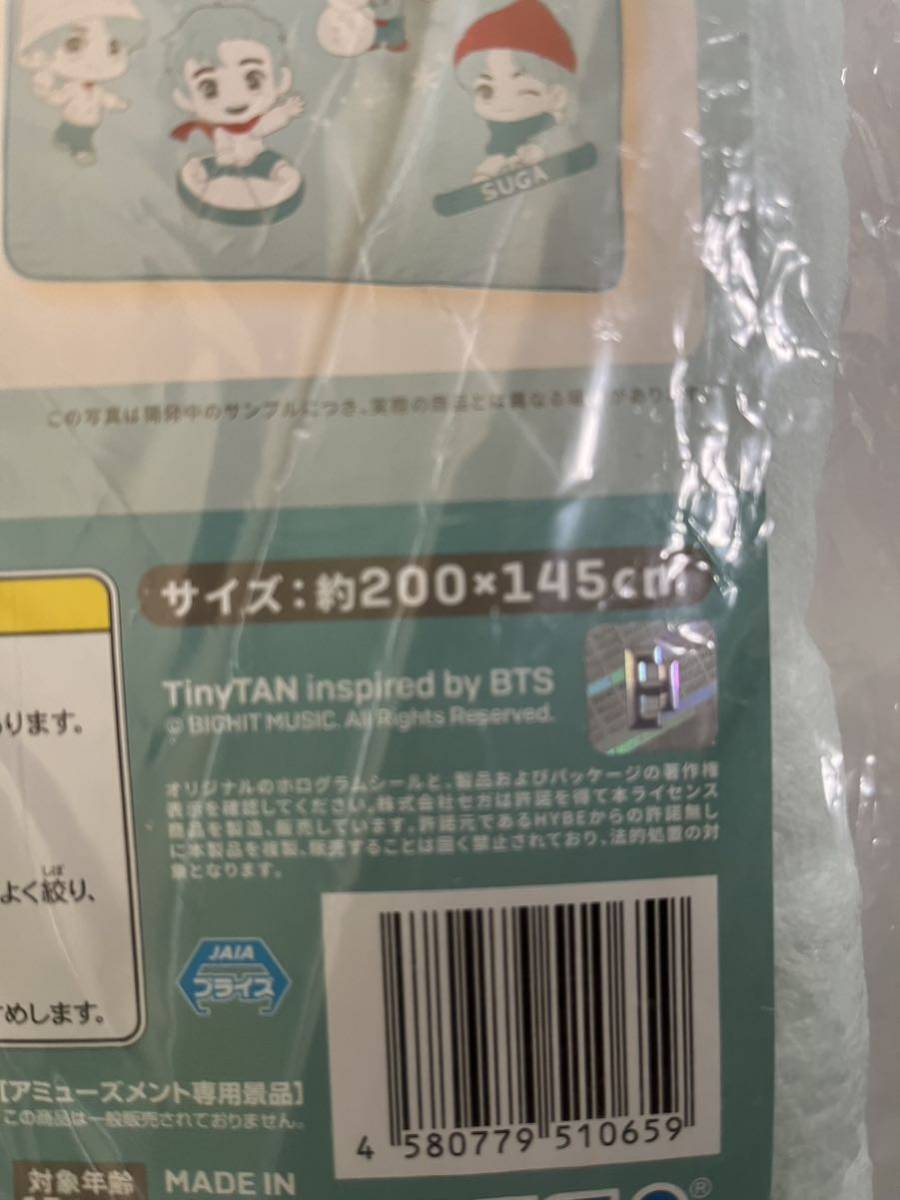 SUGA
この写真は開発中のサンプルにつき、実際の商品とは異なる場合があります。
サイズ：約200×145cm
TinyTAN inspired by BTS
© BIGHIT MUSIC. All Rights Reserved.
オリジナルのホログラムシールと、製品およびパッケージの著作権
表示を確認してください。株式会社セガは許諾を得て本ライセンス
商品を製造、販売しています。許諾元であるHYBEからの許諾無し
に本製品を複製、販売することは固く禁止されており、法的処置の対
象となります。
ります。
よく絞り、
しぼ
めします。
JAIA
プライズ
[アミューズメント専用景品]
この商品は一般販売されておりません。
4 580779 510659
対象年齢
MADE IN
®